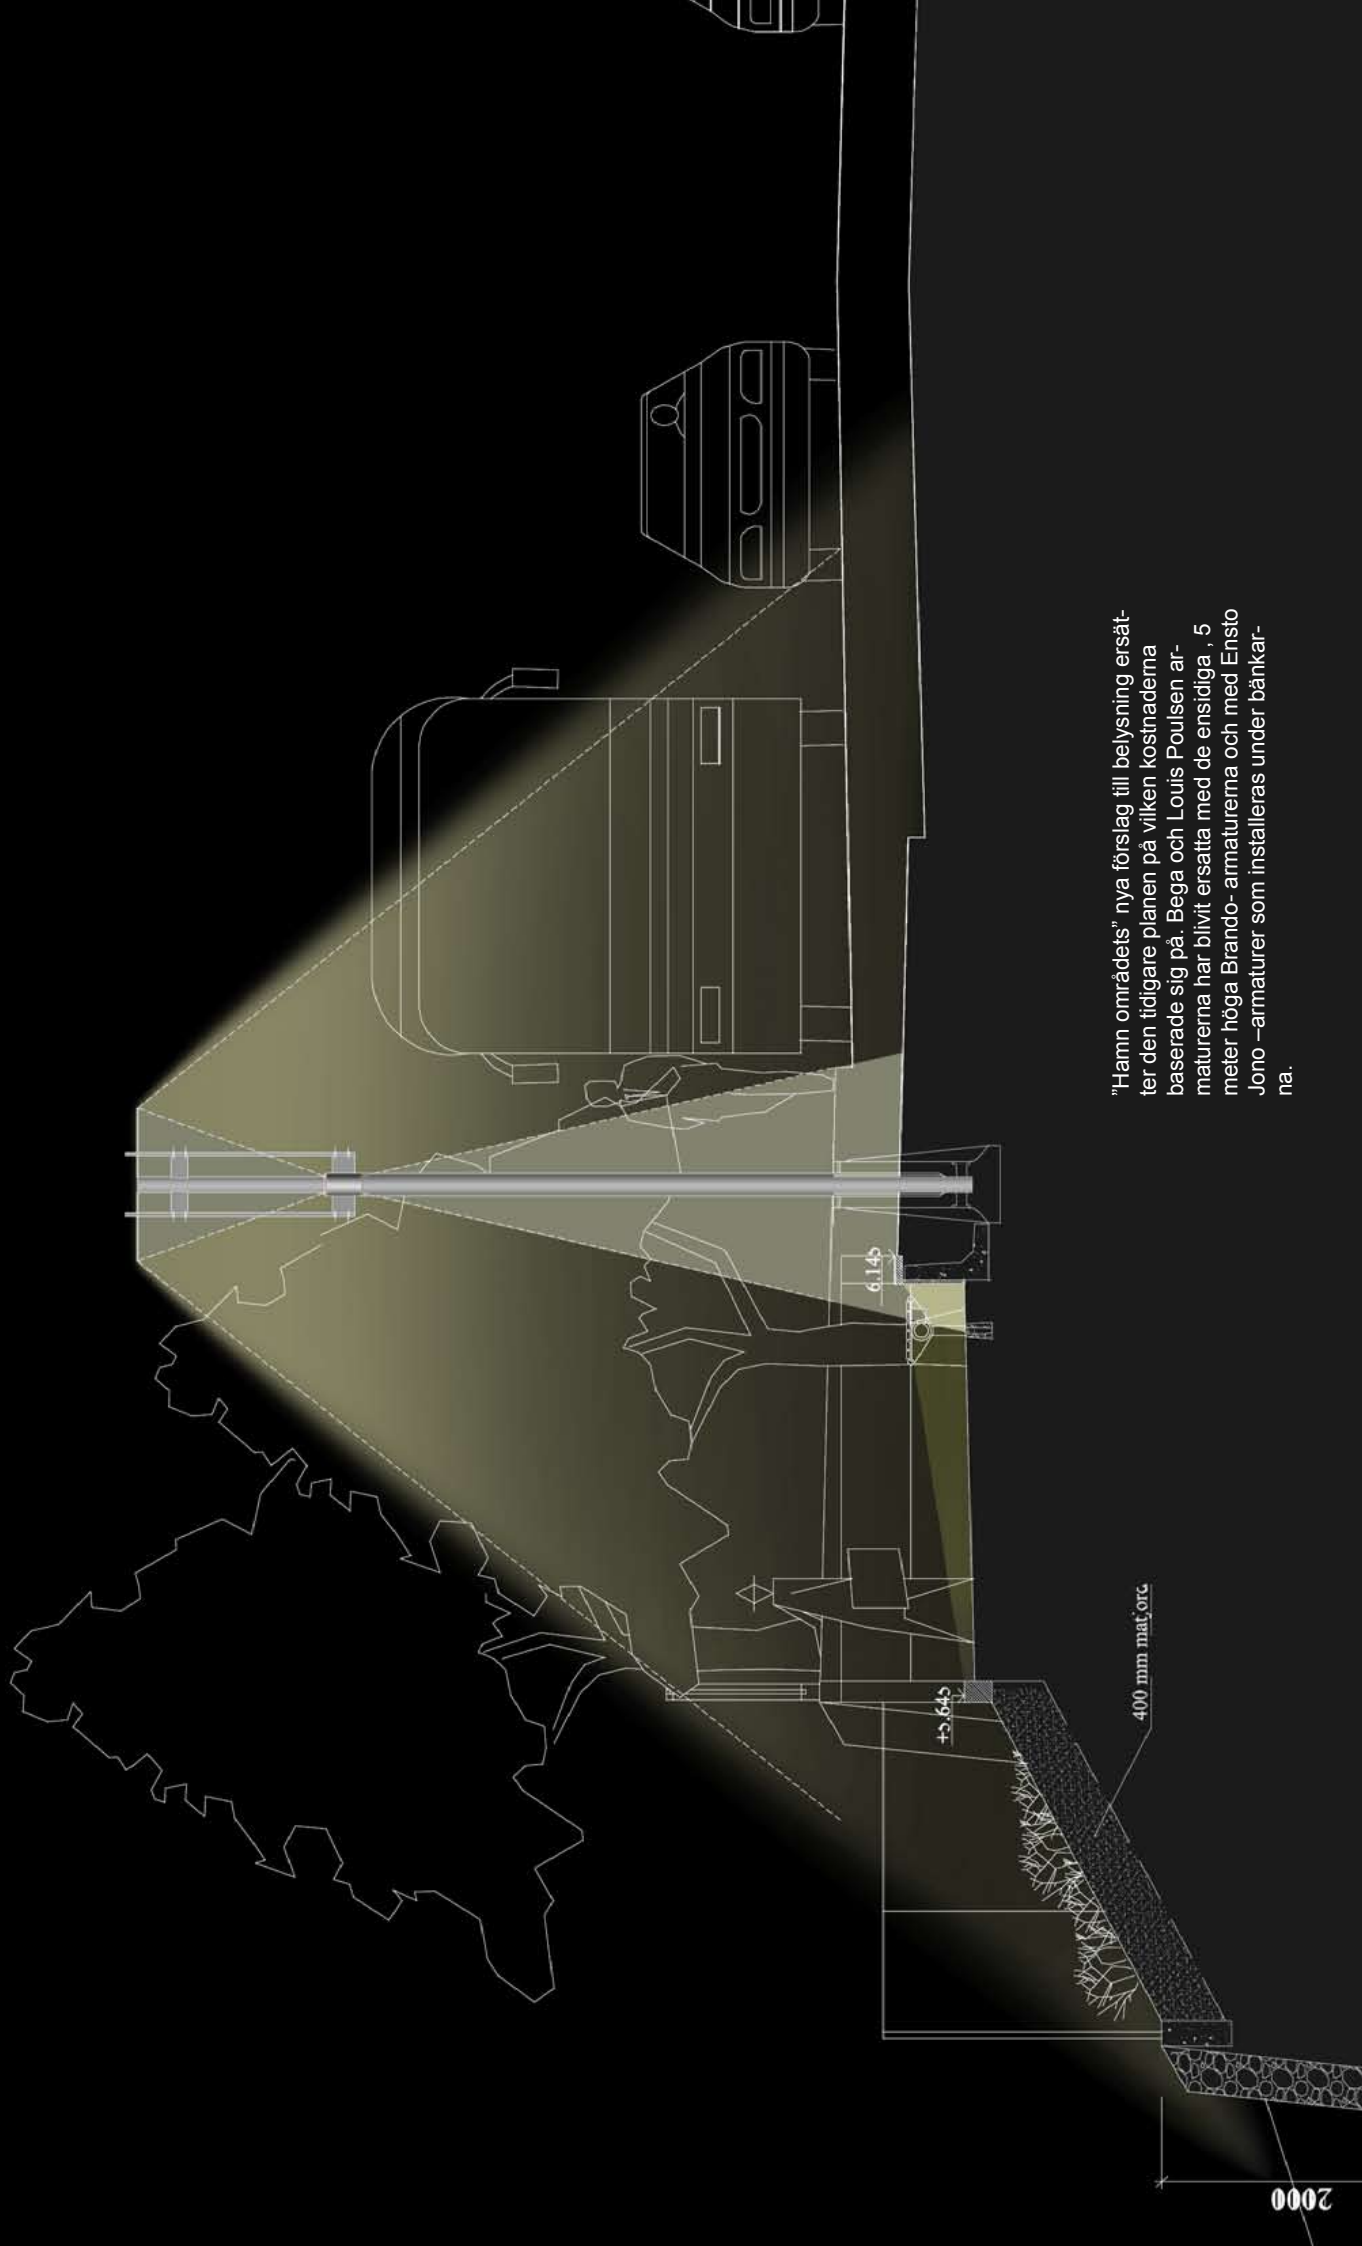 ”Hamn områdets” nya förslag till belysning ersät-
ter den tidigare planen på vilken kostnaderna
baserade sig på. Bega och Louis Poulsen ar-
maturerna har blivit ersatta med de ensidiga , 5
meter höga Brando- armaturerna och med Ensto
Jono –armaturer som installeras under bänkar-
na.
6.145
+5.645
400 mm matjord
2000